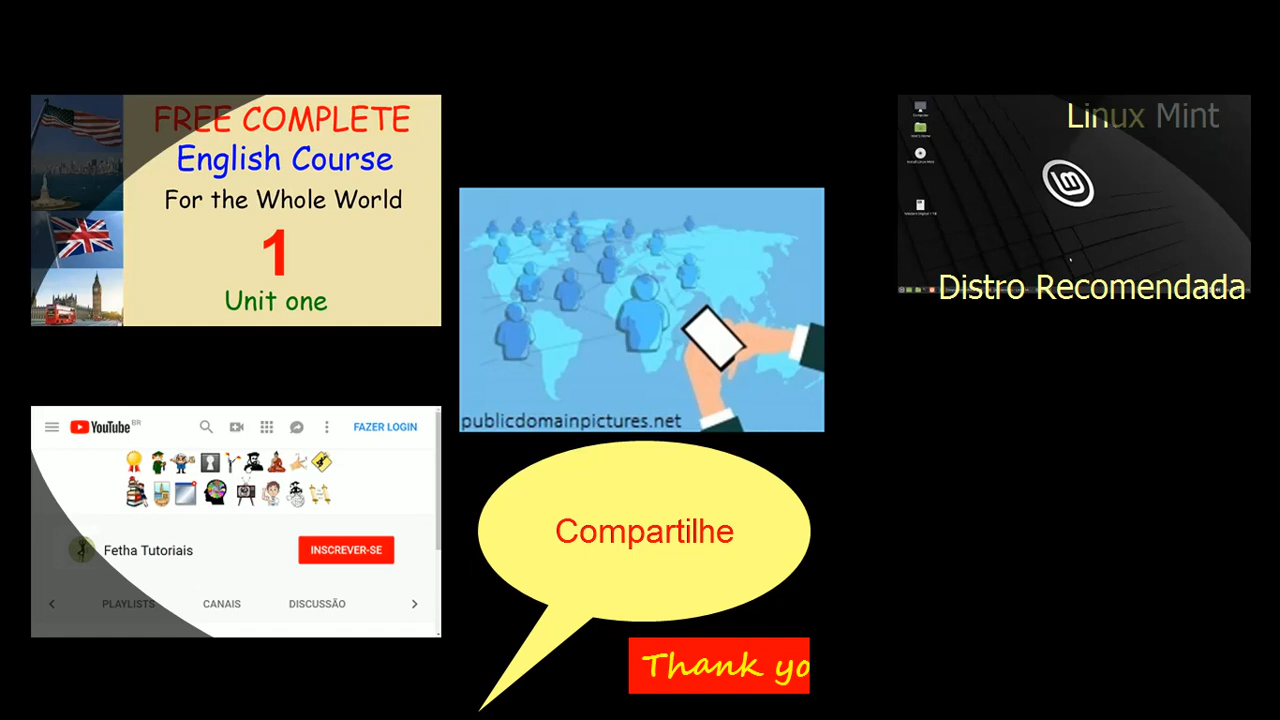 FREE COMPLETE
English Course
For the Whole World
1
Unit one
publicdomainpictures.net
Linux Mint
Distro Recomendada
YouTube BR
FAZER LOGIN
Fetha Tutoriais
INSCREVER-SE
PLAYLISTS
CANAIS
DISCUSSÃO
Compartilhe
Thank yo